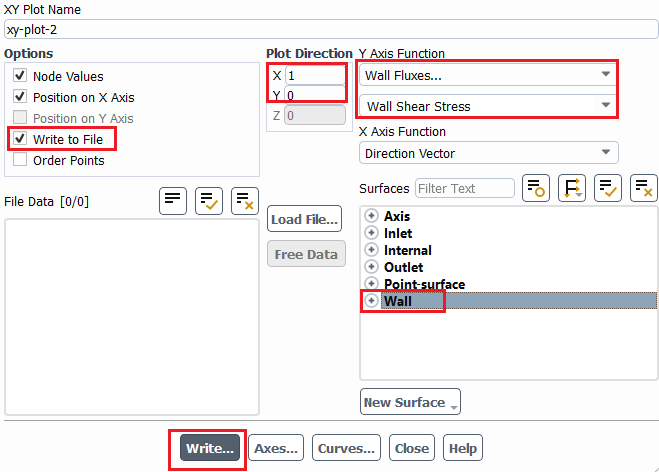 XY Plot Name
xy-plot-2
Options
Node Values
Position on X Axis
Position on Y Axis
Write to File
Order Points
Plot Direction
X 1
Y 0
Z 0
Y Axis Function
Wall Fluxes...
Wall Shear Stress
X Axis Function
Direction Vector
File Data [0/0]
Load File...
Free Data
Surfaces Filter Text
Axis
Inlet
Internal
Outlet
Point-surface
Wall
New Surface
Write... Axes... Curves... Close Help